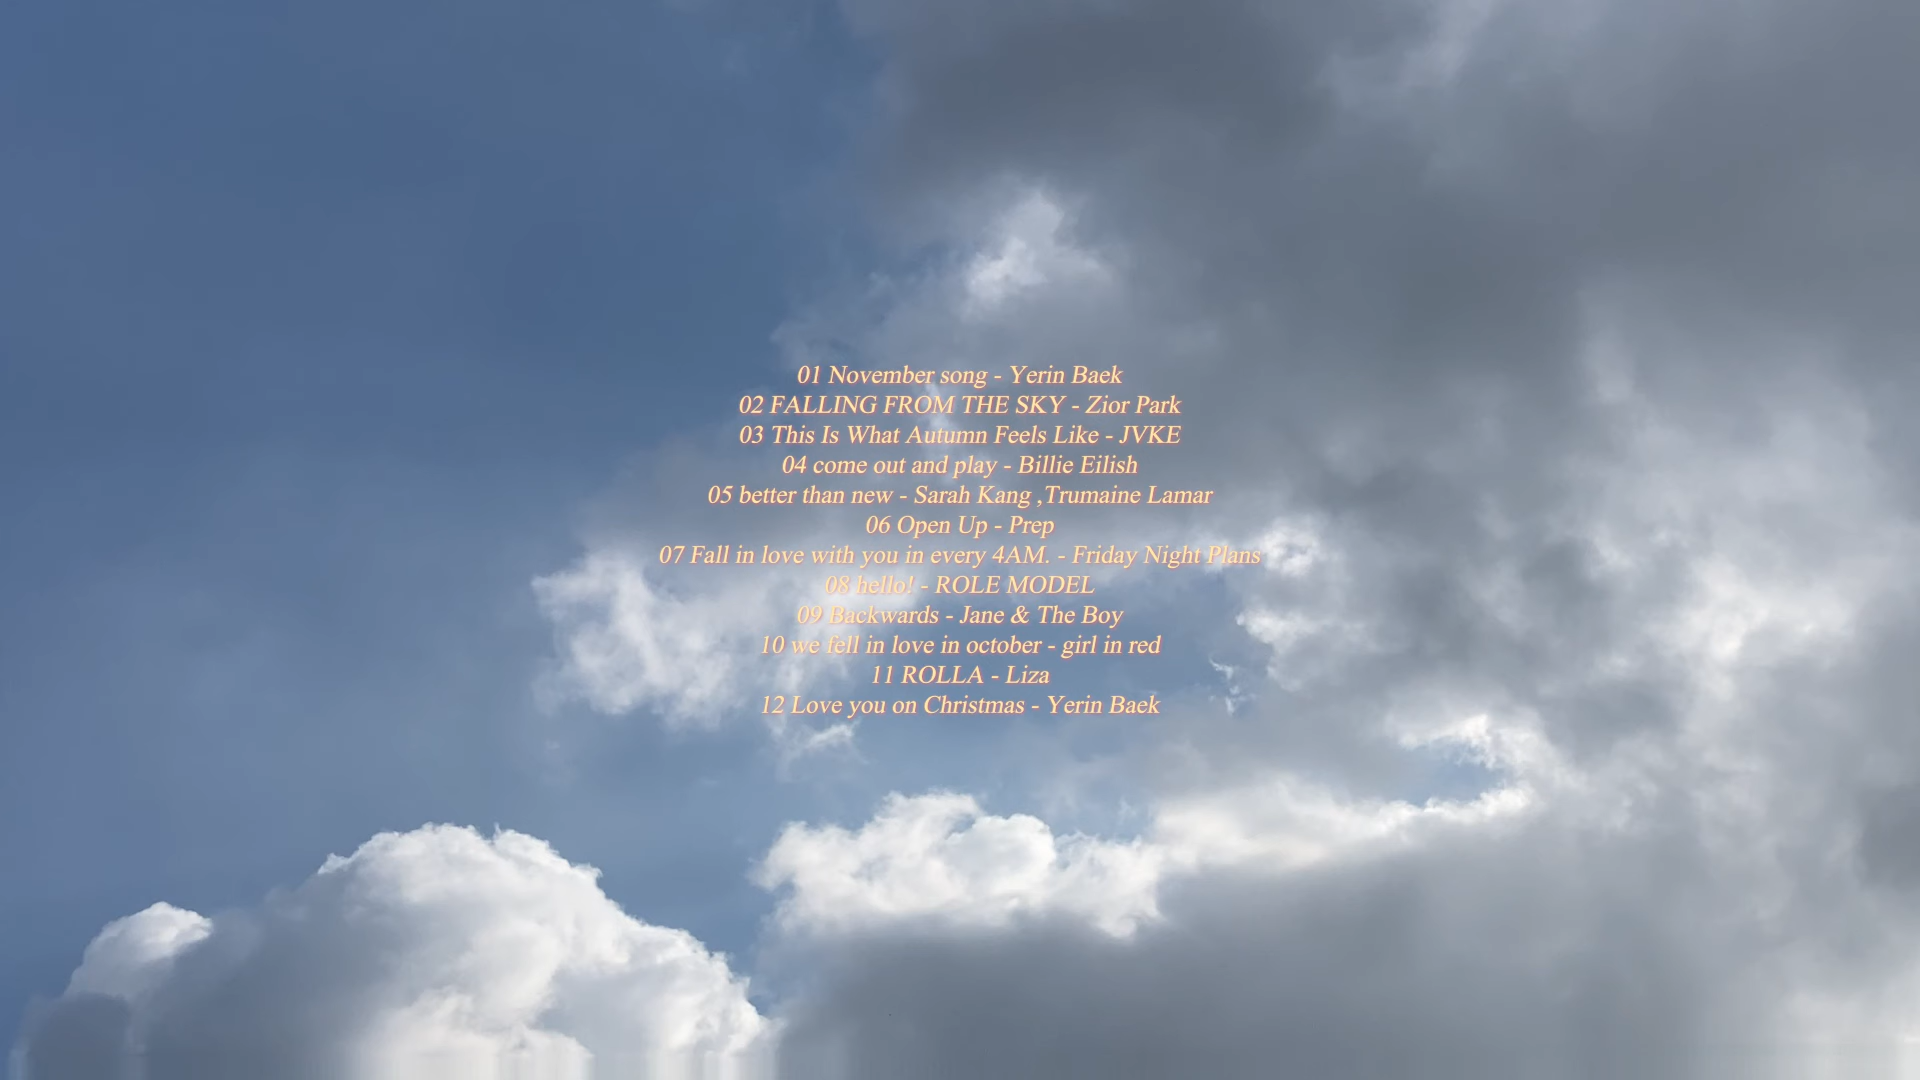 01 November song - Yerin Baek
02 FALLING FROM THE SKY - Zior Park
03 This Is What Autumn Feels Like - JVKE
04 come out and play - Billie Eilish
05 better than new - Sarah Kang ,Trumaine Lamar
06 Open Up - Prep
07 Fall in love with you in every 4AM. - Friday Night Plans
08 hello! - ROLE MODEL
09 Backwards - Jane & The Boy
10 we fell in love in october - girl in red
11 ROLLA - Liza
12 Love you on Christmas - Yerin Baek